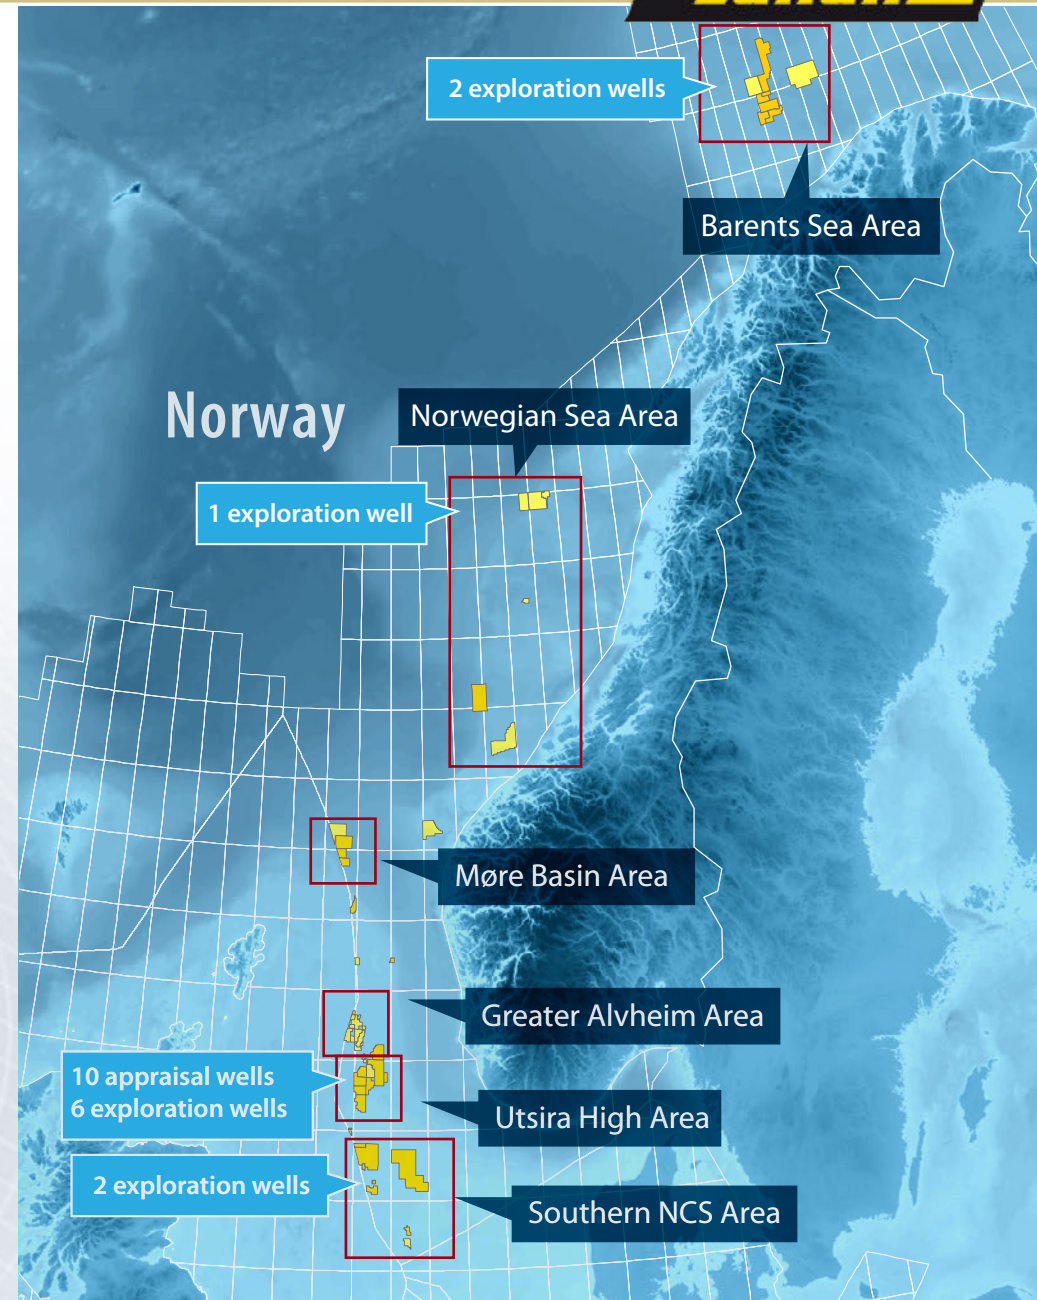 2 exploration wells
Barents Sea Area
Norway
Norwegian Sea Area
1 exploration well
Møre Basin Area
Greater Alvheim Area
10 appraisal wells
6 exploration wells
Utsira High Area
2 exploration wells
Southern NCS Area